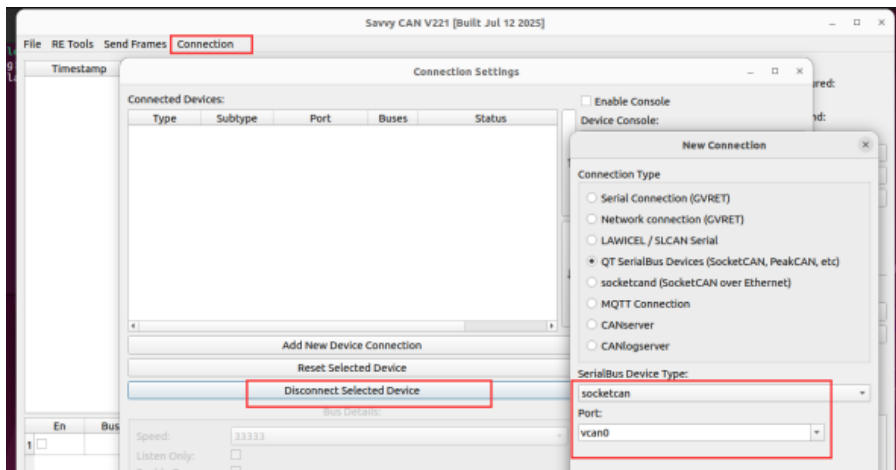 Savvy CAN V221 [Built Jul 12 2025]
File RE Tools Send Frames Connection
Timestamp
Connection Settings
ured:
Connected Devices:
Enable Console
nd:
Type Subtype Port Buses Status
Device Console:
New Connection
Connection Type
Serial Connection (GVRET)
Network connection (GVRET)
LAWICEL / SLCAN Serial
QT SerialBus Devices (SocketCAN, PeakCAN, etc)
socketcand (SocketCAN over Ethernet)
MQTT Connection
CANserver
CANlogserver
Add New Device Connection
Reset Selected Device
Disconnect Selected Device
SerialBus Device Type:
socketcan
Bus Details:
Port:
En Bus
vcan0
Speed: 33333
1
Listen Only: